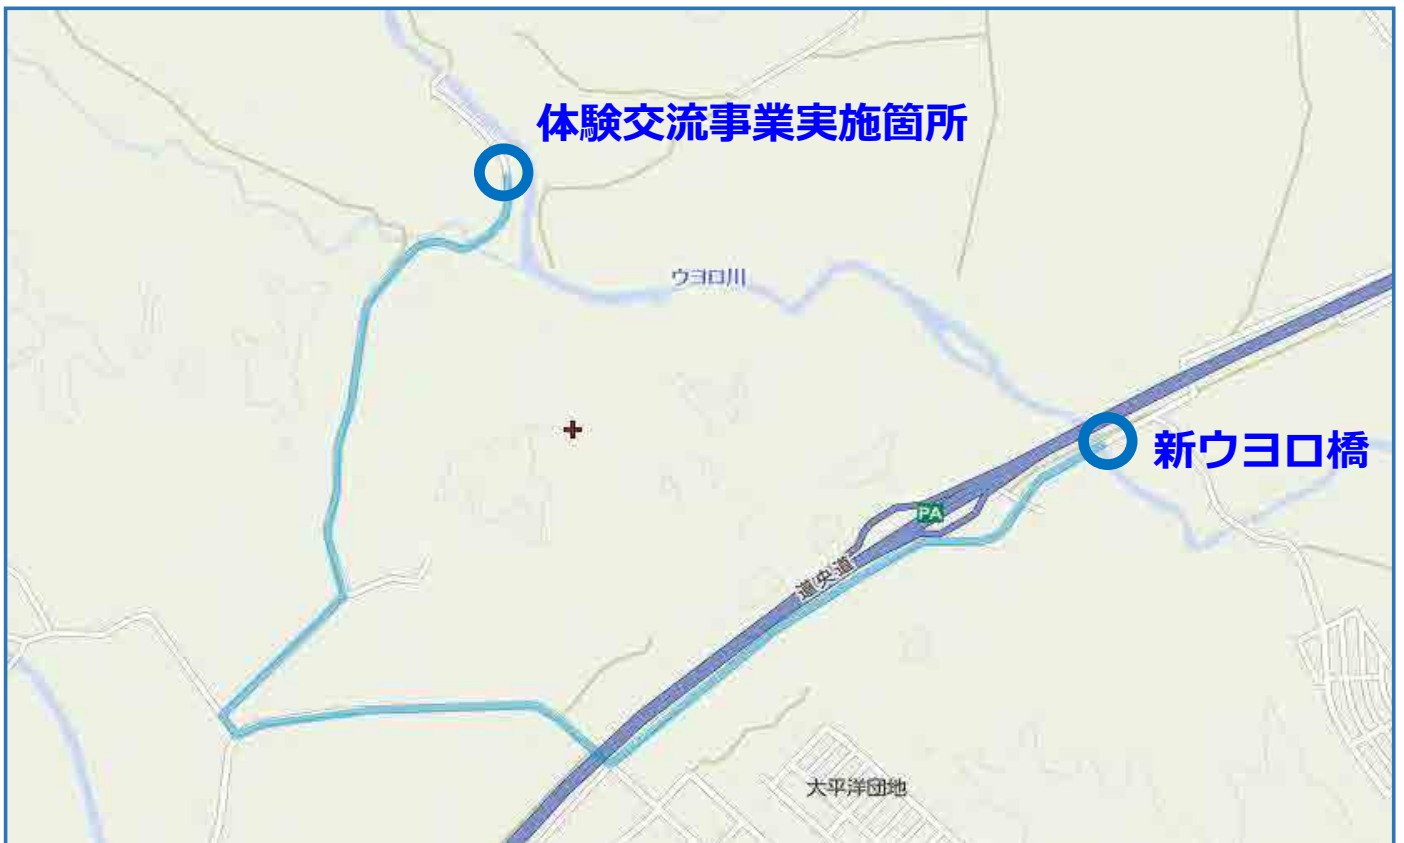 体験交流事業実施箇所
ウヨロ川
新ウヨロ橋
PA
道央道
大平洋団地